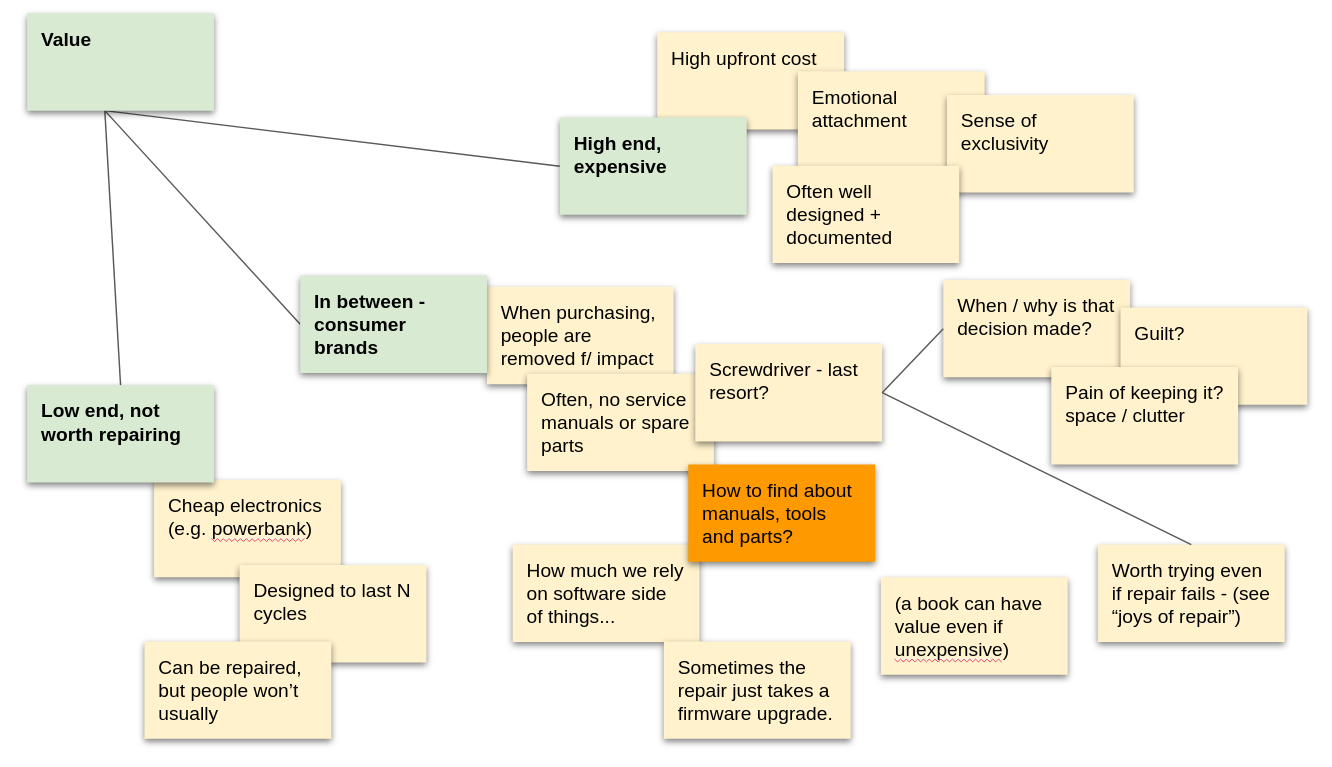 Value
High upfront cost
Emotional
attachment
Sense of
exclusivity
High end,
expensive
Often well
designed +
documented
In between -
consumer
brands
When purchasing,
people are
removed f/ impact
Often, no service
manuals or spare
parts
Screwdriver - last
resort?
When / why is that
decision made?
Guilt?
Pain of keeping it?
space / clutter
Low end, not
worth repairing
Cheap electronics
(e.g. powerbank)
Designed to last N
cycles
Can be repaired,
but people won’t
usually
How to find about
manuals, tools
and parts?
How much we rely
on software side
of things...
Sometimes the
repair just takes a
firmware upgrade.
(a book can have
value even if
unexpensive)
Worth trying even
if repair fails - (see
“joys of repair”)